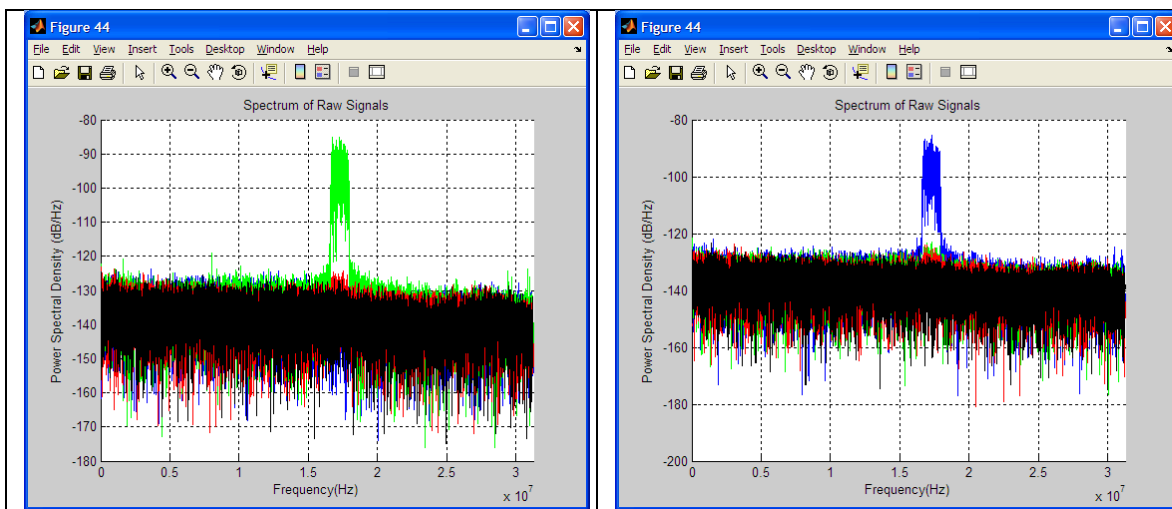 Figure 44
File Edit View Insert Tools Desktop Window Help
Spectrum of Raw Signals
Power Spectral Density (dB/Hz)
-80
-90
-100
-110
-120
-130
-140
-150
-160
-170
-180
0 0.5 1 1.5 2 2.5 3
Frequency(Hz)
x 10^7
Figure 44
File Edit View Insert Tools Desktop Window Help
Spectrum of Raw Signals
Power Spectral Density (dB/Hz)
-80
-100
-120
-140
-160
-180
-200
0 0.5 1 1.5 2 2.5 3
Frequency(Hz)
x 10^7